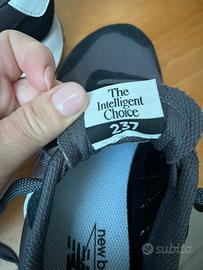 The
Intelligent
Choice
237
new b
subito